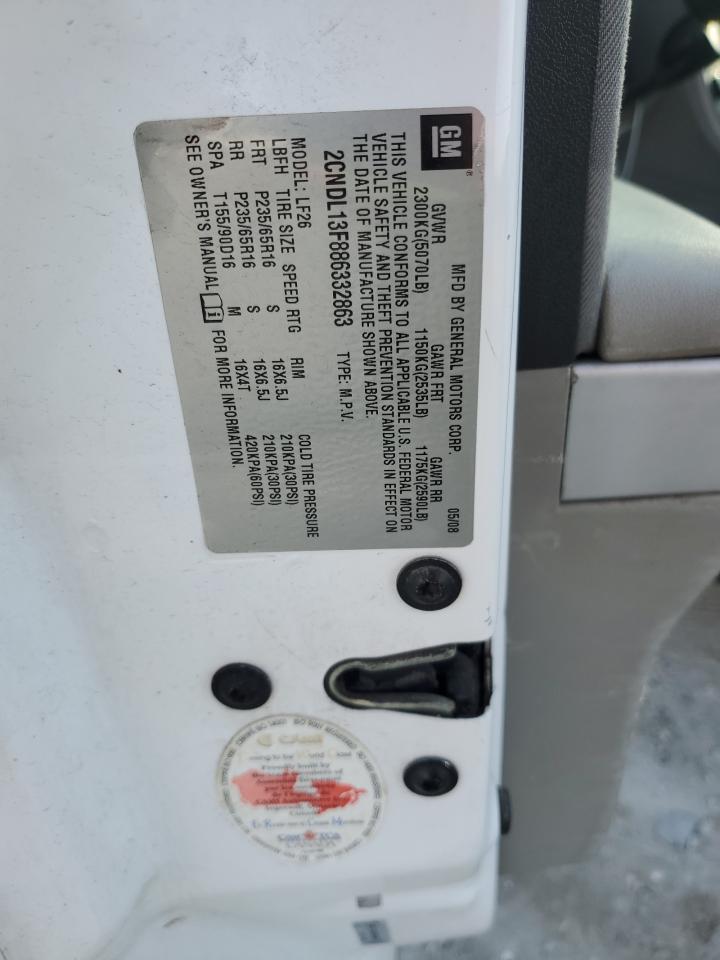 GM
MFD BY GENERAL MOTORS CORP. 05/08
GVWR GAWR FRT GAWR RR
2300KG(5070LB) 1150KG(2535LB) 1175KG(2590LB)
THIS VEHICLE CONFORMS TO ALL APPLICABLE U.S. FEDERAL MOTOR
VEHICLE SAFETY AND THEFT PREVENTION STANDARDS IN EFFECT ON
THE DATE OF MANUFACTURE SHOWN ABOVE.
2CNDL13F886332863 TYPE: M.P.V.
MODEL: LF26
LBFH TIRE SIZE SPEED RTG RIM COLD TIRE PRESSURE
FRT P235/65R16 S 16X6.5J 210KPA(30PSI)
RR P235/65R16 S 16X6.5J 210KPA(30PSI)
SPA T155/90D16 M 16X4T 420KPA(60PSI)
SEE OWNER'S MANUAL i FOR MORE INFORMATION.
Proudly built by